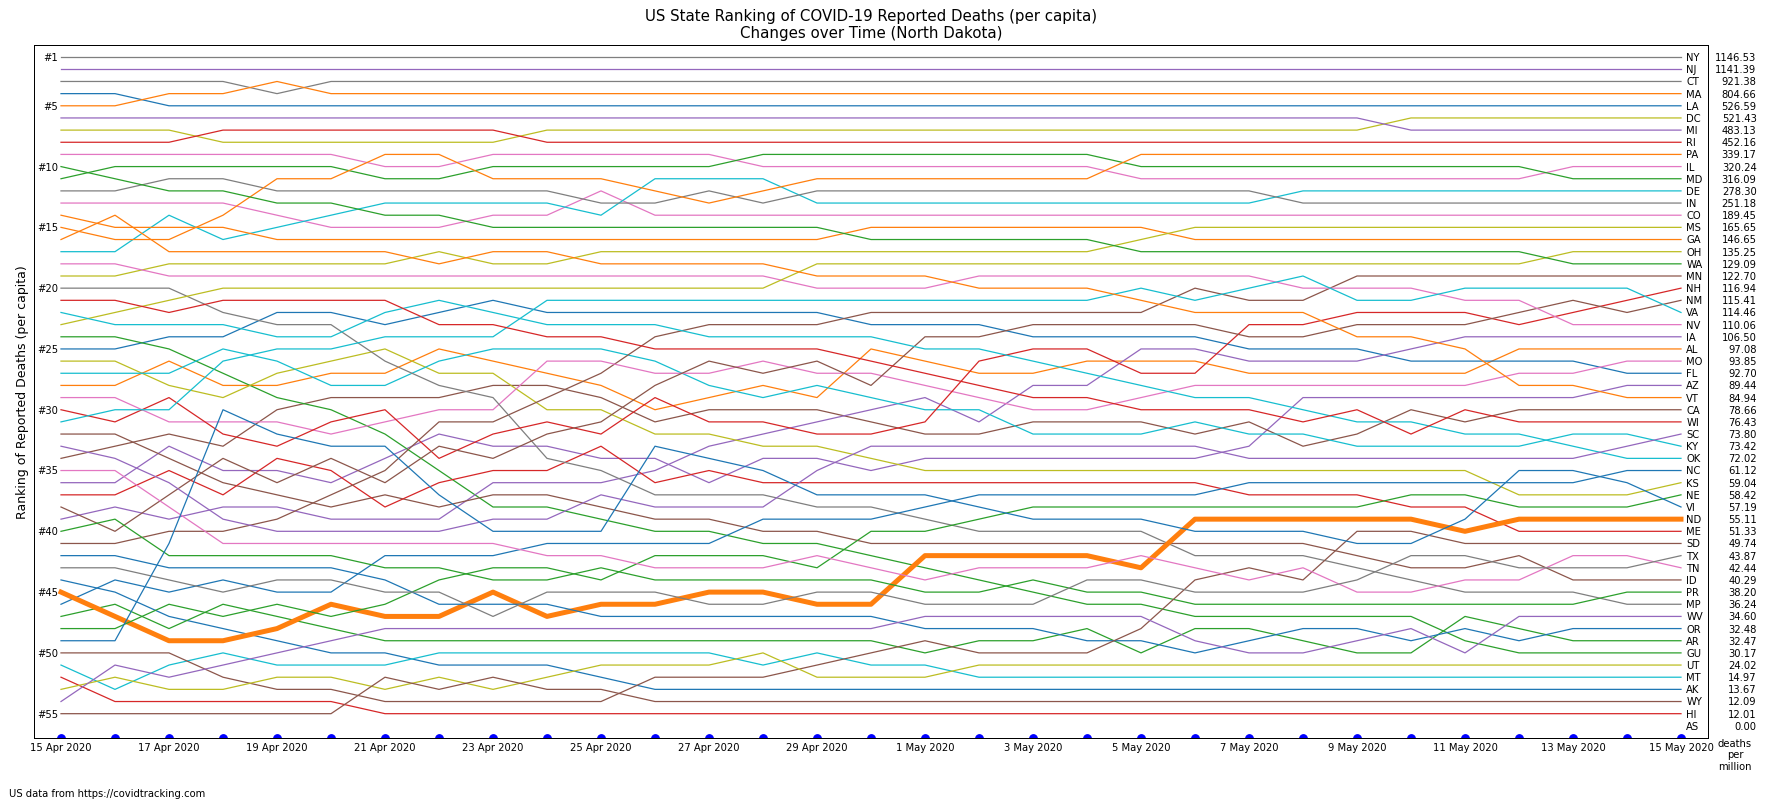 US State Ranking of COVID-19 Reported Deaths (per capita)
Changes over Time (North Dakota)
Ranking of Reported Deaths (per capita)
#1
#5
#10
#15
#20
#25
#30
#35
#40
#45
#50
#55
NY 1146.53
NJ 1141.39
CT 921.38
MA 804.66
LA 526.59
DC 521.43
MI 483.13
RI 452.16
PA 339.17
IL 320.24
MD 316.09
DE 278.30
IN 251.18
CO 189.45
MS 165.65
GA 146.65
OH 135.25
WA 129.09
MN 122.70
NH 116.94
NM 115.41
VA 114.46
NV 110.06
IA 106.50
AL 97.08
MO 93.85
FL 92.70
AZ 89.44
VT 84.94
CA 78.66
WI 76.43
SC 73.80
KY 73.42
OK 72.02
NC 61.12
KS 59.04
NE 58.42
VI 57.19
ND 55.11
ME 51.33
SD 49.74
TX 43.87
TN 42.44
ID 40.29
PR 38.20
MP 36.24
WV 34.60
OR 32.48
AR 32.47
GU 30.17
UT 24.02
MT 14.97
AK 13.67
WY 12.09
HI 12.01
AS 0.00
15 Apr 2020 17 Apr 2020 19 Apr 2020 21 Apr 2020 23 Apr 2020 25 Apr 2020 27 Apr 2020 29 Apr 2020 1 May 2020 3 May 2020 5 May 2020 7 May 2020 9 May 2020 11 May 2020 13 May 2020 15 May 2020
deaths
per
million
US data from https://covidtracking.com